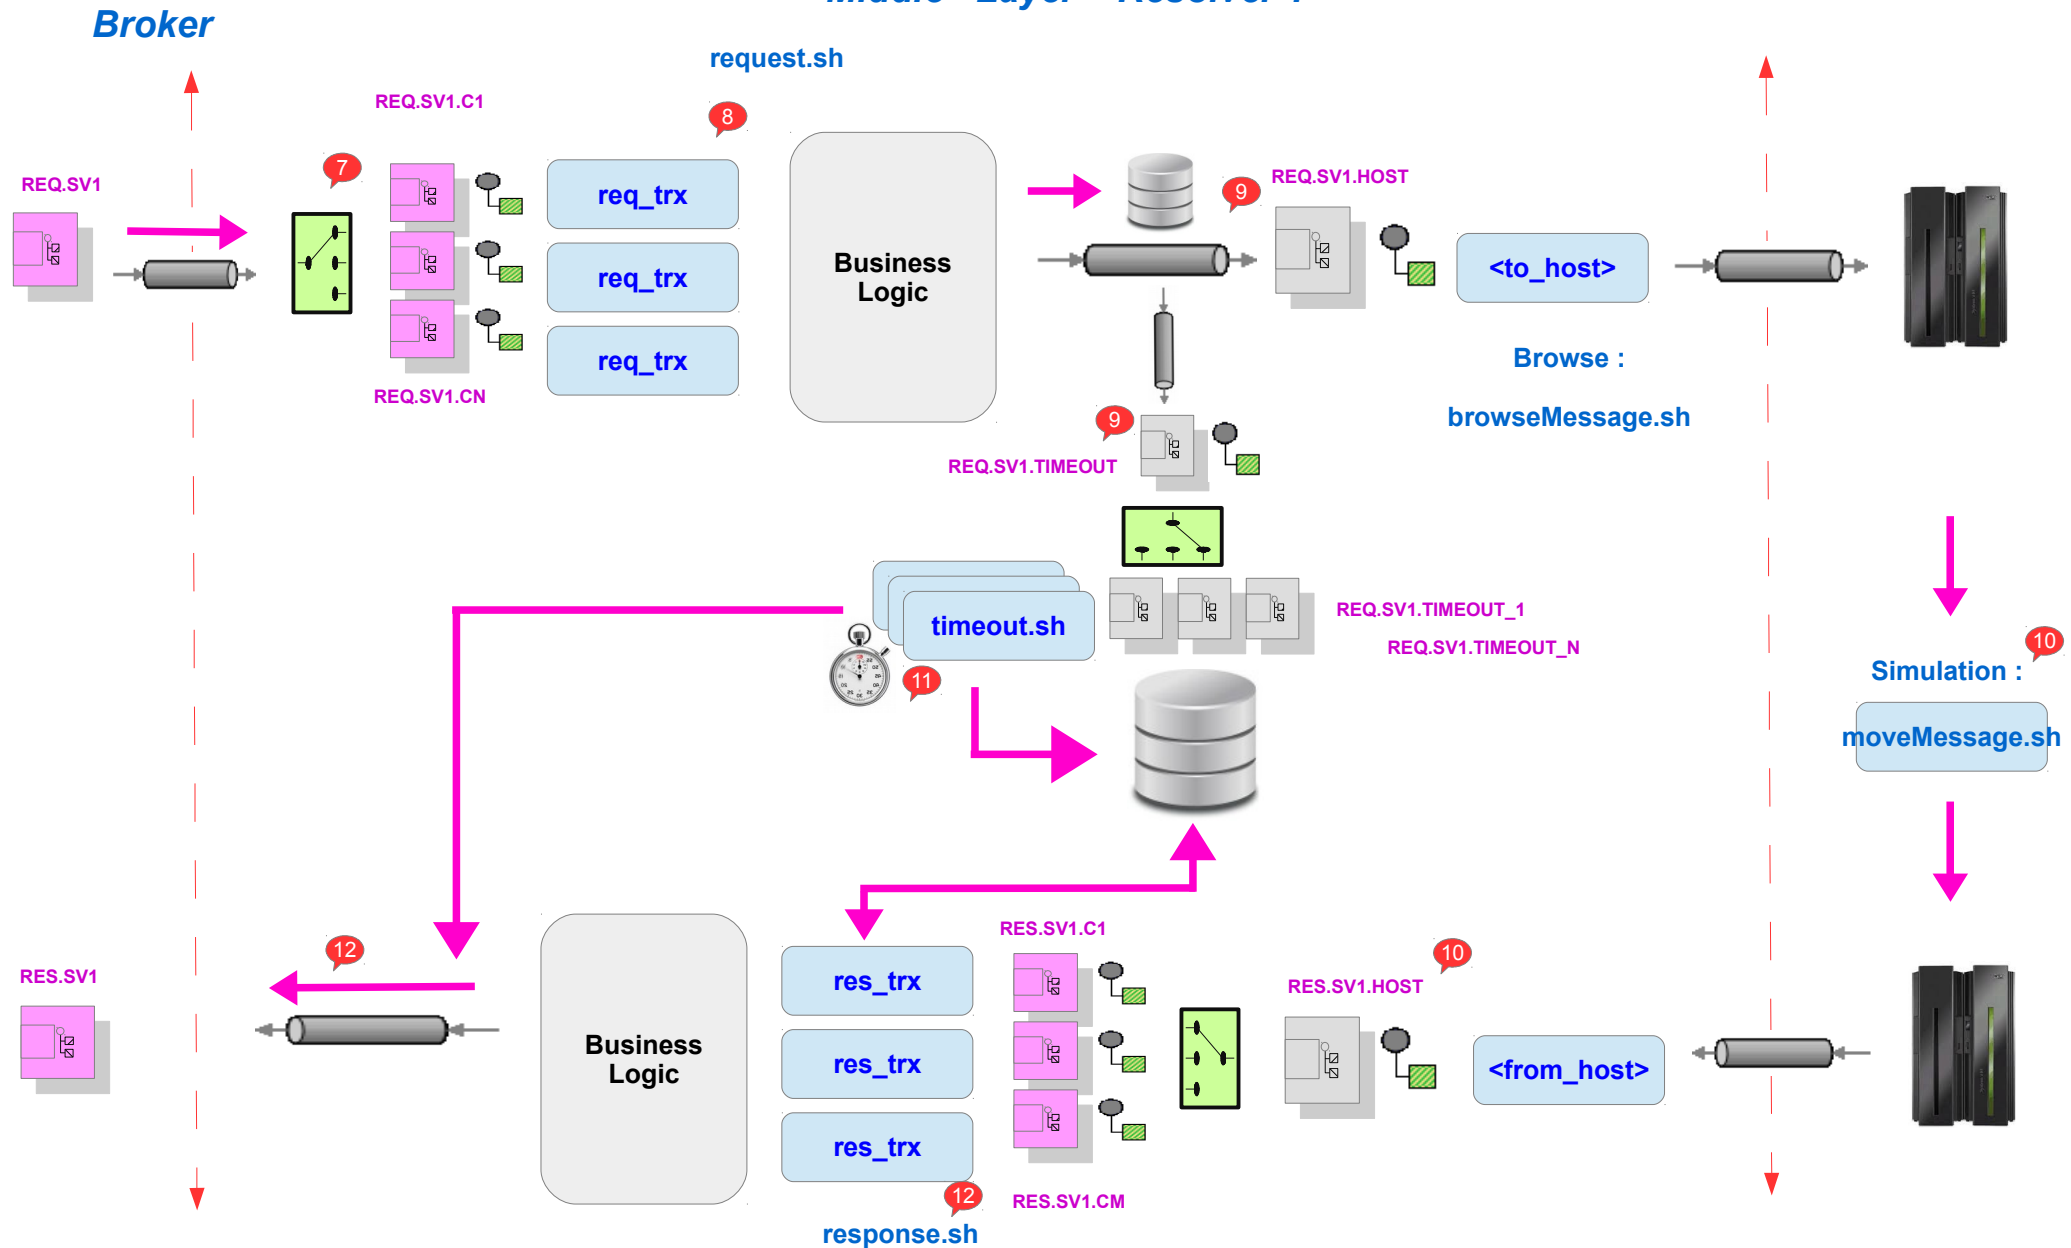 Broker
request.sh
REQ.SV1.C1
8
7
9
REQ.SV1
REQ.SV1.HOST
req_trx
req_trx
req_trx
Business
Logic
<to_host>
REQ.SV1.CN
Browse :
browseMessage.sh
9
REQ.SV1.TIMEOUT
timeout.sh
REQ.SV1.TIMEOUT_1
REQ.SV1.TIMEOUT_N
11
10
Simulation :
moveMessage.sh
RES.SV1
12
Business
Logic
res_trx
res_trx
res_trx
12
response.sh
RES.SV1.C1
RES.SV1.CM
10
RES.SV1.HOST
<from_host>